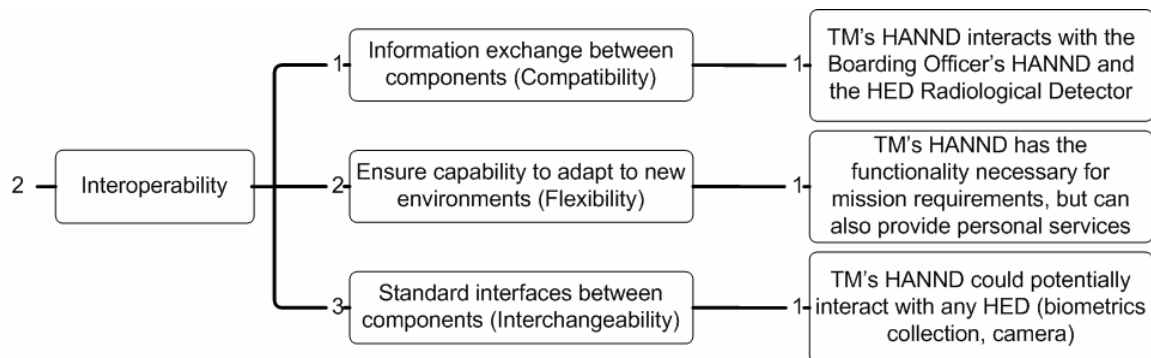 2
Interoperability
1
Information exchange between
components (Compatibility)
1
TM's HANND interacts with the
Boarding Officer's HANND and
the HED Radiological Detector
2
Ensure capability to adapt to new
environments (Flexibility)
1
TM's HANND has the
functionality necessary for
mission requirements, but can
also provide personal services
3
Standard interfaces between
components (Interchangeability)
1
TM's HANND could potentially
interact with any HED (biometrics
collection, camera)